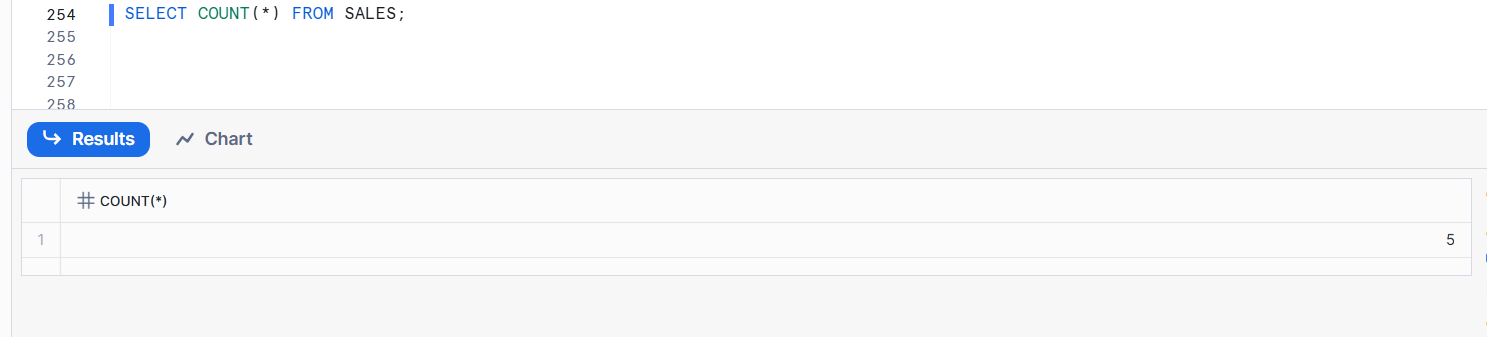 254 SELECT COUNT(*) FROM SALES;
255
256
257
258
Results Chart
COUNT(*)
1 5